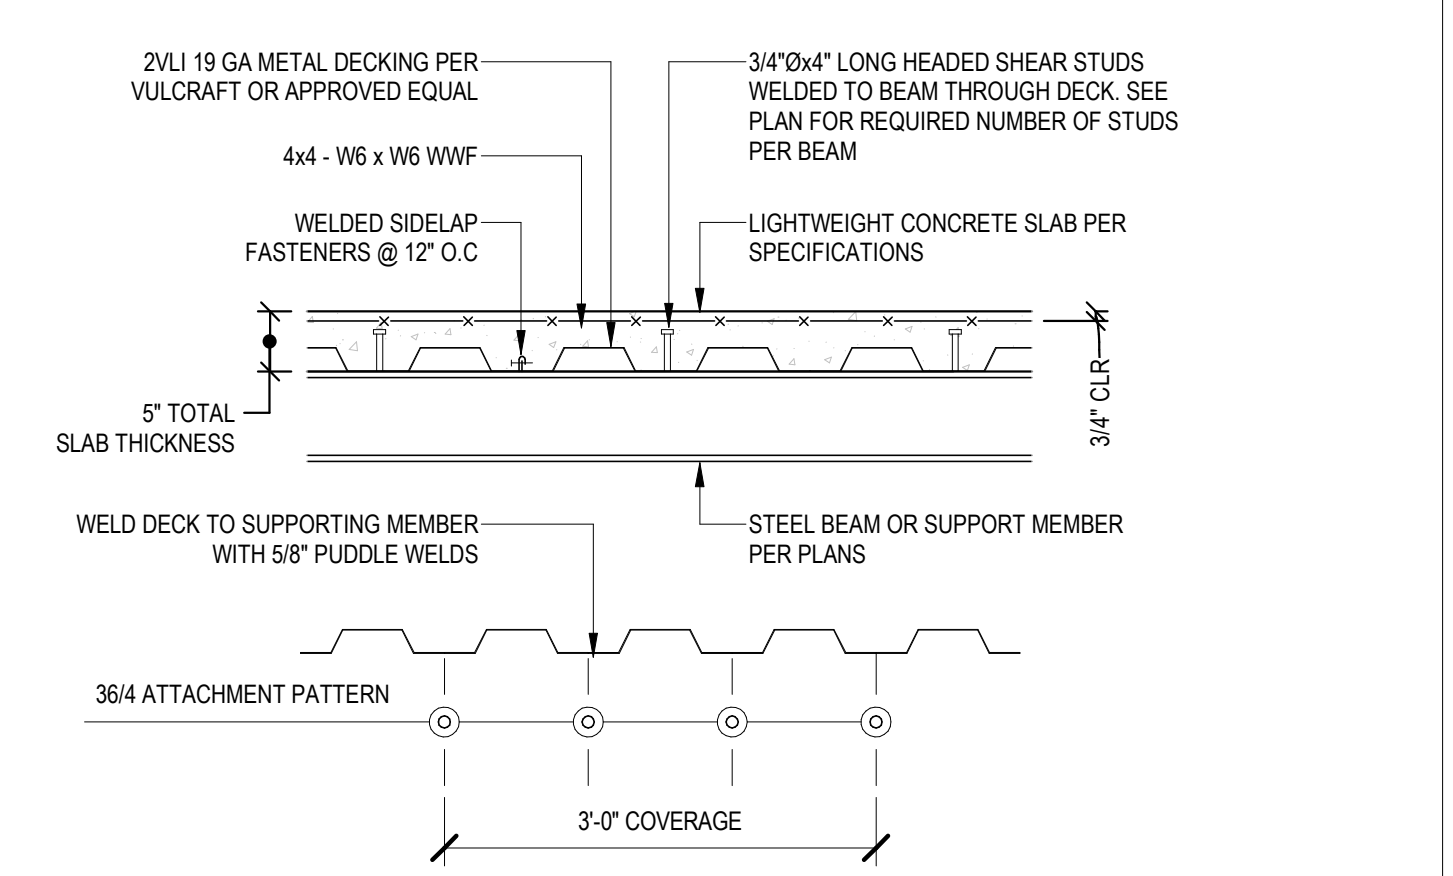 2VLI 19 GA METAL DECKING PER
VULCRAFT OR APPROVED EQUAL
3/4"Øx4" LONG HEADED SHEAR STUDS
WELDED TO BEAM THROUGH DECK. SEE
PLAN FOR REQUIRED NUMBER OF STUDS
PER BEAM
4x4 - W6 x W6 WWF
WELDED SIDELAP
FASTENERS @ 12" O.C
LIGHTWEIGHT CONCRETE SLAB PER
SPECIFICATIONS
5" TOTAL
SLAB THICKNESS
3/4" CLR
WELD DECK TO SUPPORTING MEMBER
WITH 5/8" PUDDLE WELDS
STEEL BEAM OR SUPPORT MEMBER
PER PLANS
36/4 ATTACHMENT PATTERN
3'-0" COVERAGE